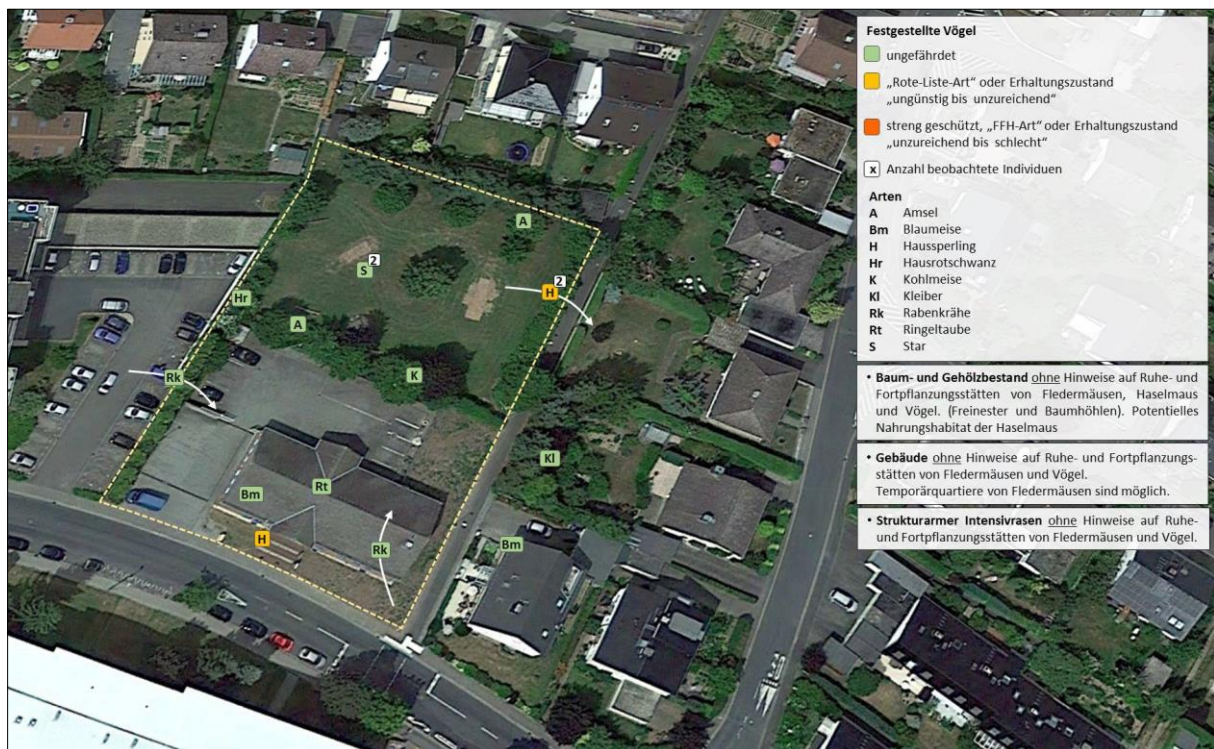 Festgestellte Vögel
ungefährdet
„Rote-Liste-Art“ oder Erhaltungszustand
„ungünstig bis unzureichend“
streng geschützt, „FFH-Art“ oder Erhaltungszustand
„unzureichend bis schlecht“
x Anzahl beobachtete Individuen
Arten
A Amsel
Bm Blaumeise
H Haussperling
Hr Hausrotschwanz
K Kohlmeise
Kl Kleiber
Rk Rabenkrähe
Rt Ringeltaube
S Star
• Baum- und Gehölzbestand ohne Hinweise auf Ruhe- und
Fortpflanzungsstätten von Fledermäusen, Haselmaus
und Vögel. (Freinester und Baumhöhlen). Potentielles
Nahrungshabitat der Haselmaus
• Gebäude ohne Hinweise auf Ruhe- und Fortpflanzungs-
stätten von Fledermäusen und Vögel.
Temporärquartiere von Fledermäusen sind möglich.
• Strukturarmer Intensivrasen ohne Hinweise auf Ruhe-
und Fortpflanzungsstätten von Fledermäusen und Vögel.
A
2
S
2
H
Hr
A
K
Rk
Kl
Rt
Bm
H
Rk
Bm